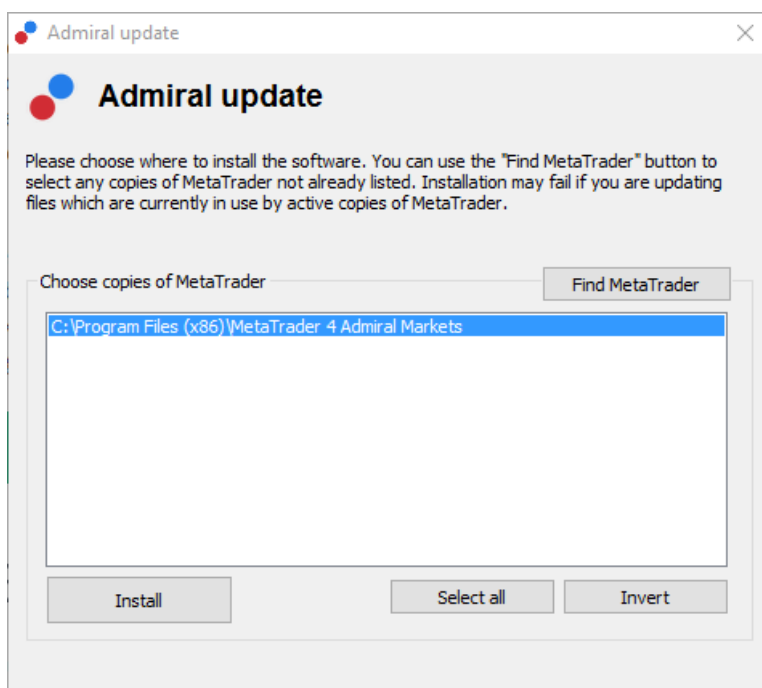 Admiral update
Admiral update
Please choose where to install the software. You can use the "Find MetaTrader" button to
select any copies of MetaTrader not already listed. Installation may fail if you are updating
files which are currently in use by active copies of MetaTrader.
Choose copies of MetaTrader
Find MetaTrader
C:\Program Files (x86)\MetaTrader 4 Admiral Markets
Install
Select all
Invert